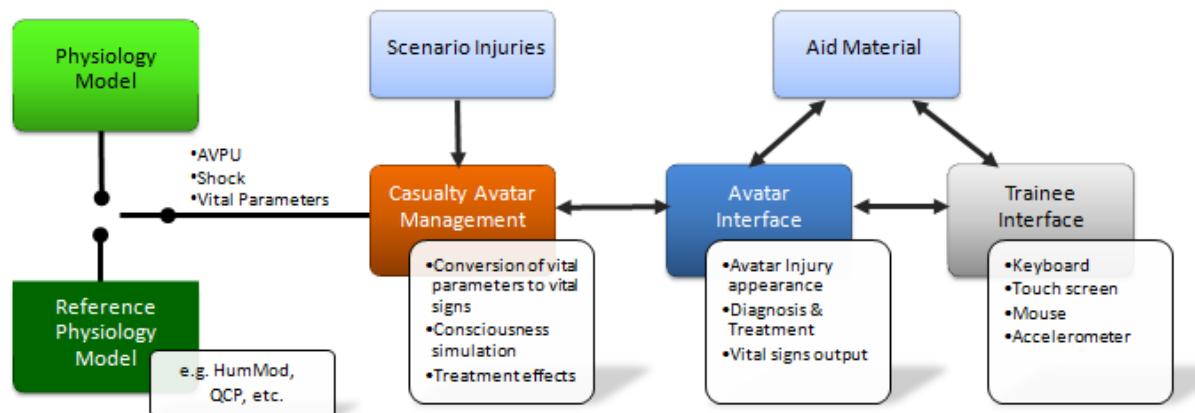 Physiology
Model
Scenario Injuries
Aid Material
•AVPU
•Shock
•Vital Parameters
Casualty Avatar
Management
Avatar
Interface
Trainee
Interface
•Conversion of vital
parameters to vital
signs
•Consciousness
simulation
•Treatment effects
•Avatar Injury
appearance
•Diagnosis &
Treatment
•Vital signs output
•Keyboard
•Touch screen
•Mouse
•Accelerometer
Reference
Physiology
Model
e.g. HumMod,
QCP, etc.